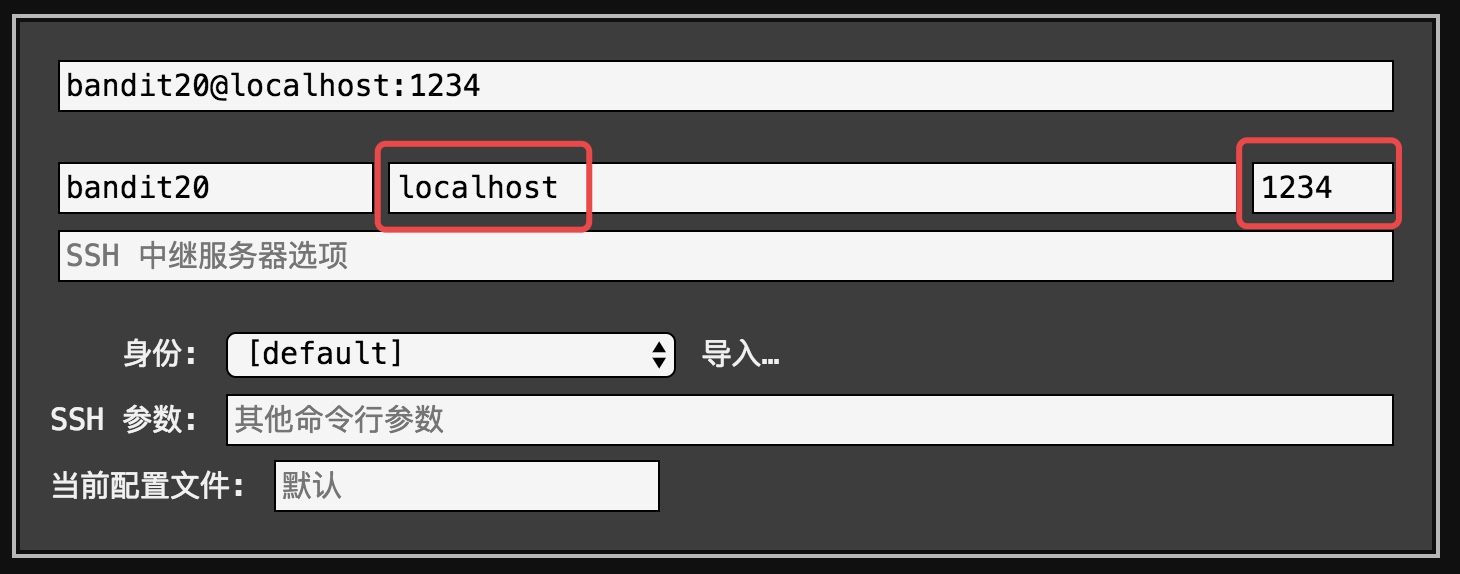 bandit20@localhost:1234
bandit20 localhost 1234
SSH 中继服务器选项
身份: [default] 导入…
SSH 参数: 其他命令行参数
当前配置文件: 默认